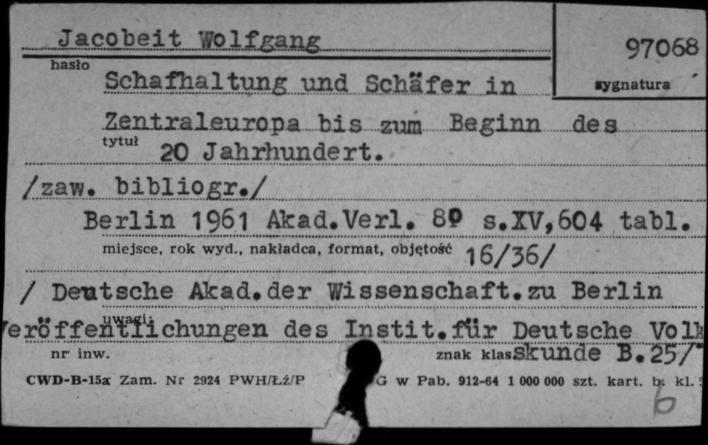 Jacobeit Wolfgang
97068
hasło
sygnatura
Schafhaltung und Schäfer in
Zentraleuropa bis zum Beginn des
tytuł
20 Jahrhundert.
/zaw. bibliogr./
Berlin 1961 Akad.Verl. 8° s.XV,604 tabl.
miejsce, rok wyd., nakładca, format, objętość
16/36/
/ Deutsche Akad.der Wissenschaft.zu Berlin
uwagi:
Veröffentlichungen des Instit.für Deutsche Volk
nr inw.
znak klas.
skunde B.25/
CWD-B-15a Zam. Nr 2924 PWH/Łż/P G w Pab. 912-64 1 000 000 szt. kart. b. kl.
6